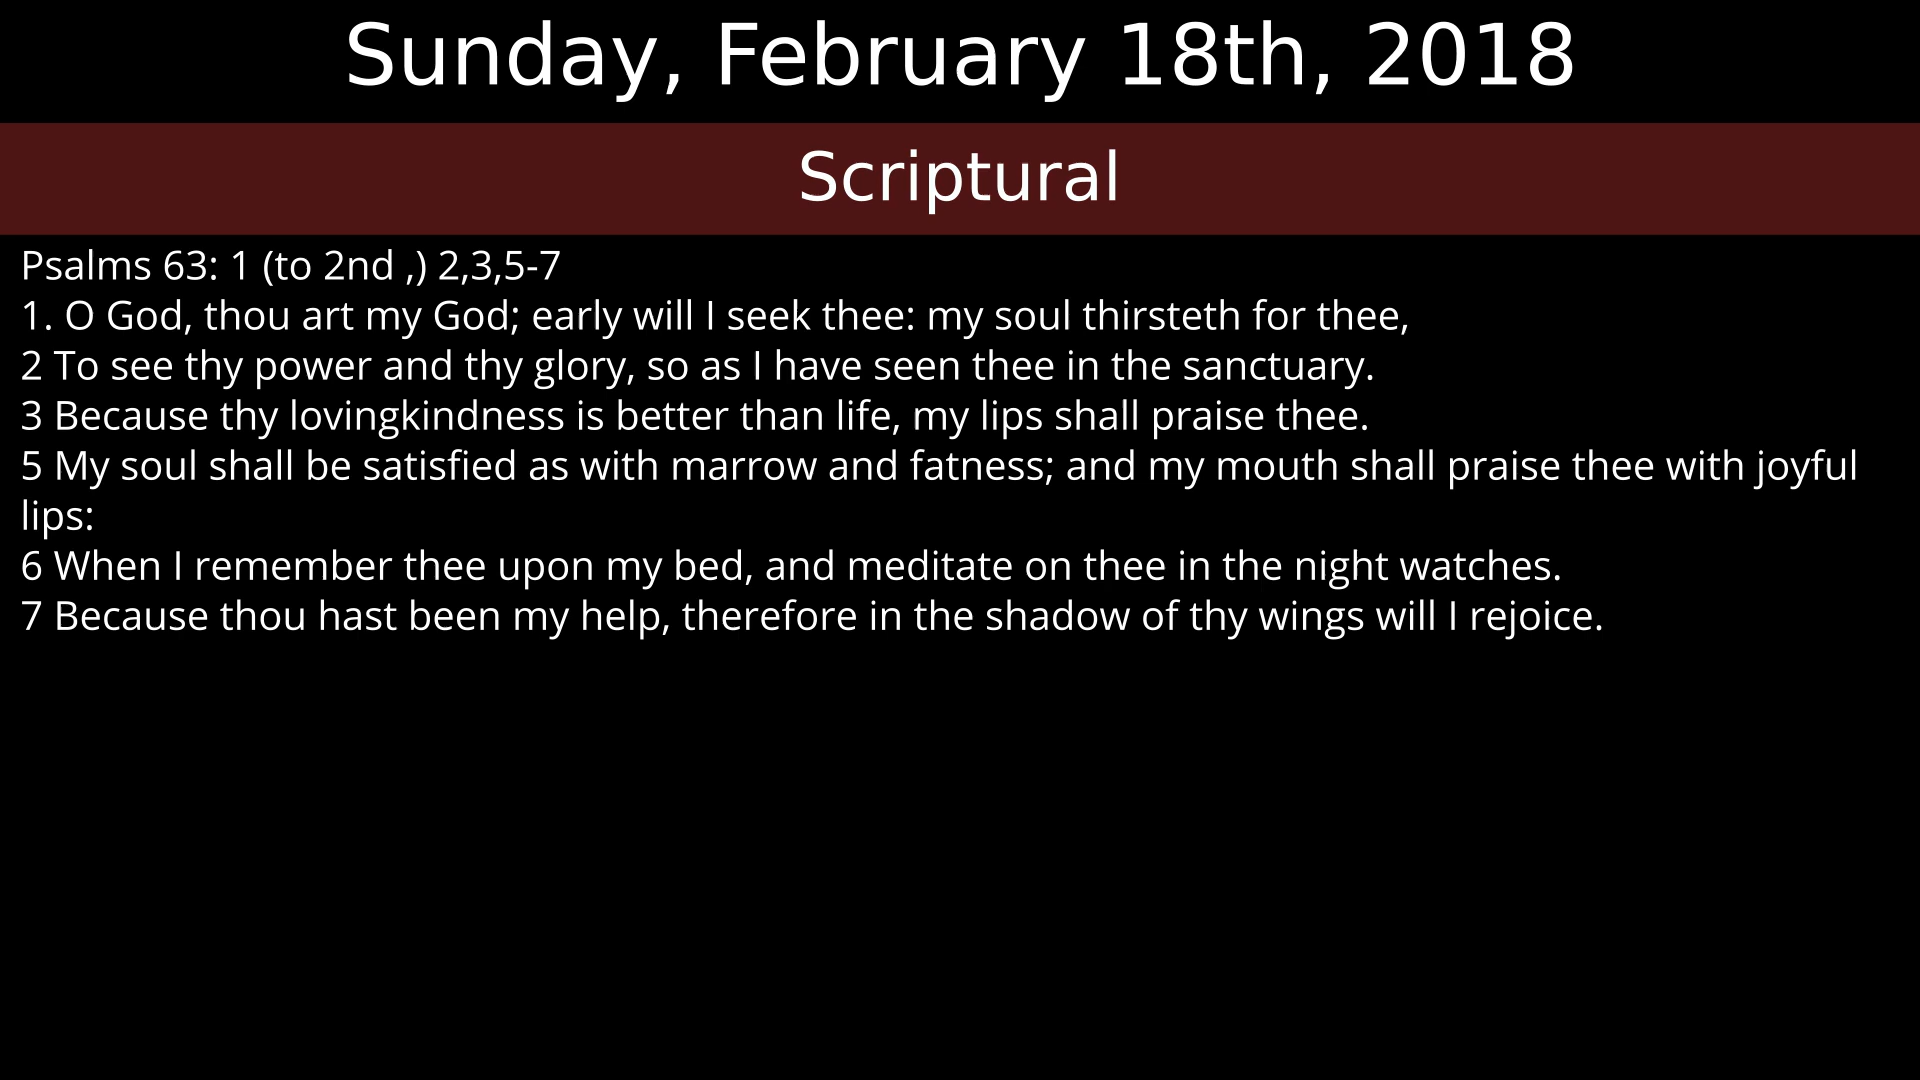 Sunday, February 18th, 2018
Scriptural
Psalms 63: 1 (to 2nd ,) 2,3,5-7
1. O God, thou art my God; early will I seek thee: my soul thirsteth for thee,
2 To see thy power and thy glory, so as I have seen thee in the sanctuary.
3 Because thy lovingkindness is better than life, my lips shall praise thee.
5 My soul shall be satisfied as with marrow and fatness; and my mouth shall praise thee with joyful
lips:
6 When I remember thee upon my bed, and meditate on thee in the night watches.
7 Because thou hast been my help, therefore in the shadow of thy wings will I rejoice.